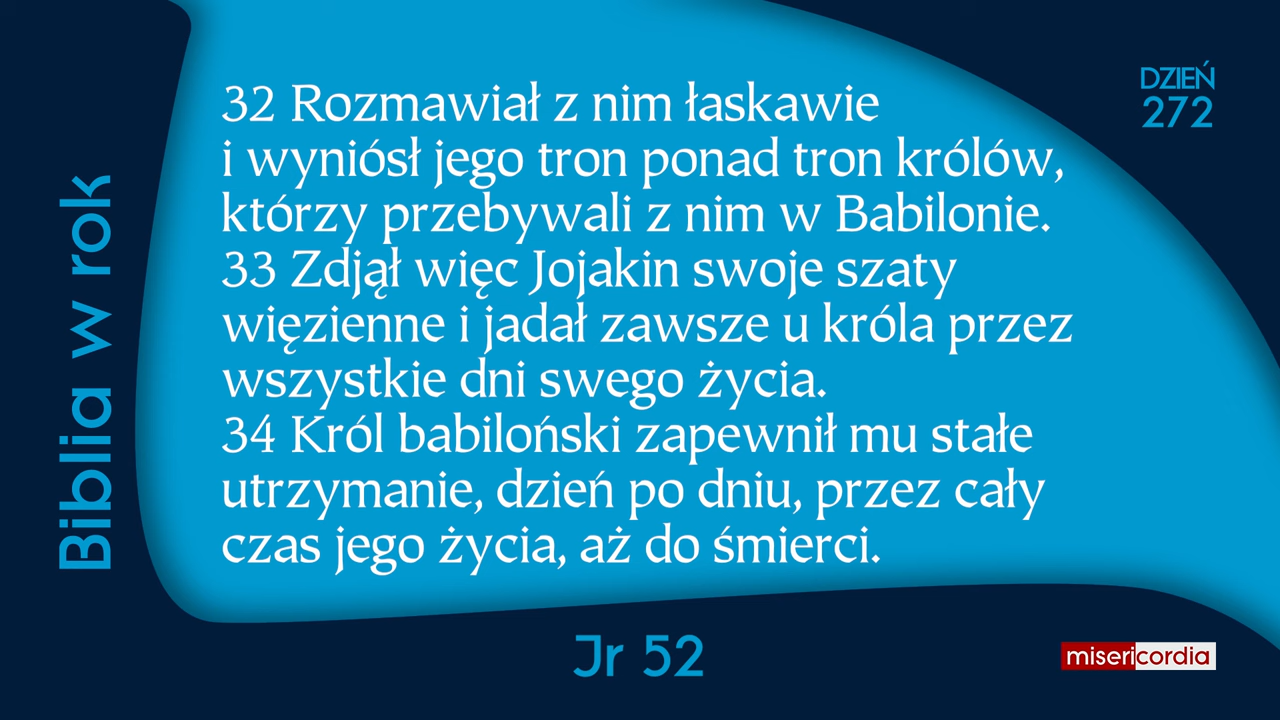 DZIEŃ
272
32 Rozmawiał z nim łaskawie
i wyniósł jego tron ponad tron królów,
którzy przebywali z nim w Babilonie.
33 Zdjął więc Jojakin swoje szaty
więzienne i jadał zawsze u króla przez
wszystkie dni swego życia.
34 Król babiloński zapewnił mu stałe
utrzymanie, dzień po dniu, przez cały
czas jego życia, aż do śmierci.
Biblia w rok
Jr 52
misericordia